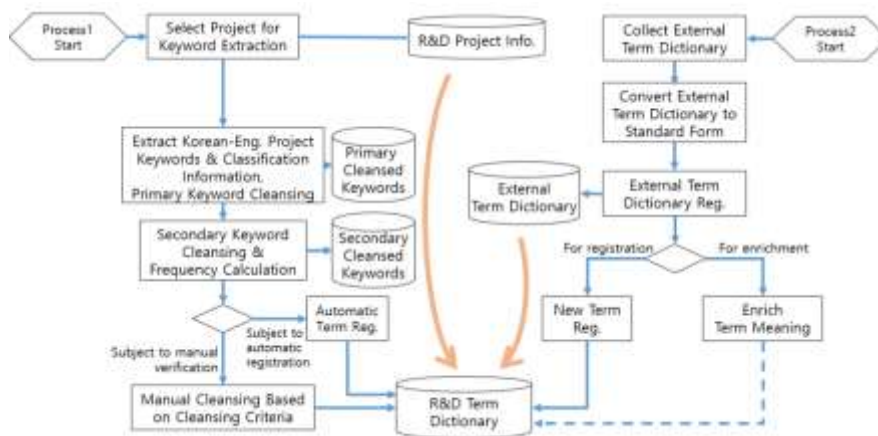 Process1
Start
Select Project for
Keyword Extraction
R&D Project Info.
Collect External
Term Dictionary
Process2
Start
Convert External
Term Dictionary to
Standard Form
Extract Korean-Eng. Project
Keywords & Classification
Information.
Primary Keyword Cleansing
Primary
Cleansed
Keywords
External
Term Dictionary
External Term
Dictionary Reg.
Secondary Keyword
Cleansing &
Frequency Calculation
Secondary
Cleansed
Keywords
For registration
For enrichment
Automatic
Term Reg.
Subject to
automatic
registration
Subject to manual
verification
New Term
Reg.
Enrich
Term Meaning
Manual Cleansing Based
on Cleansing Criteria
R&D Term
Dictionary